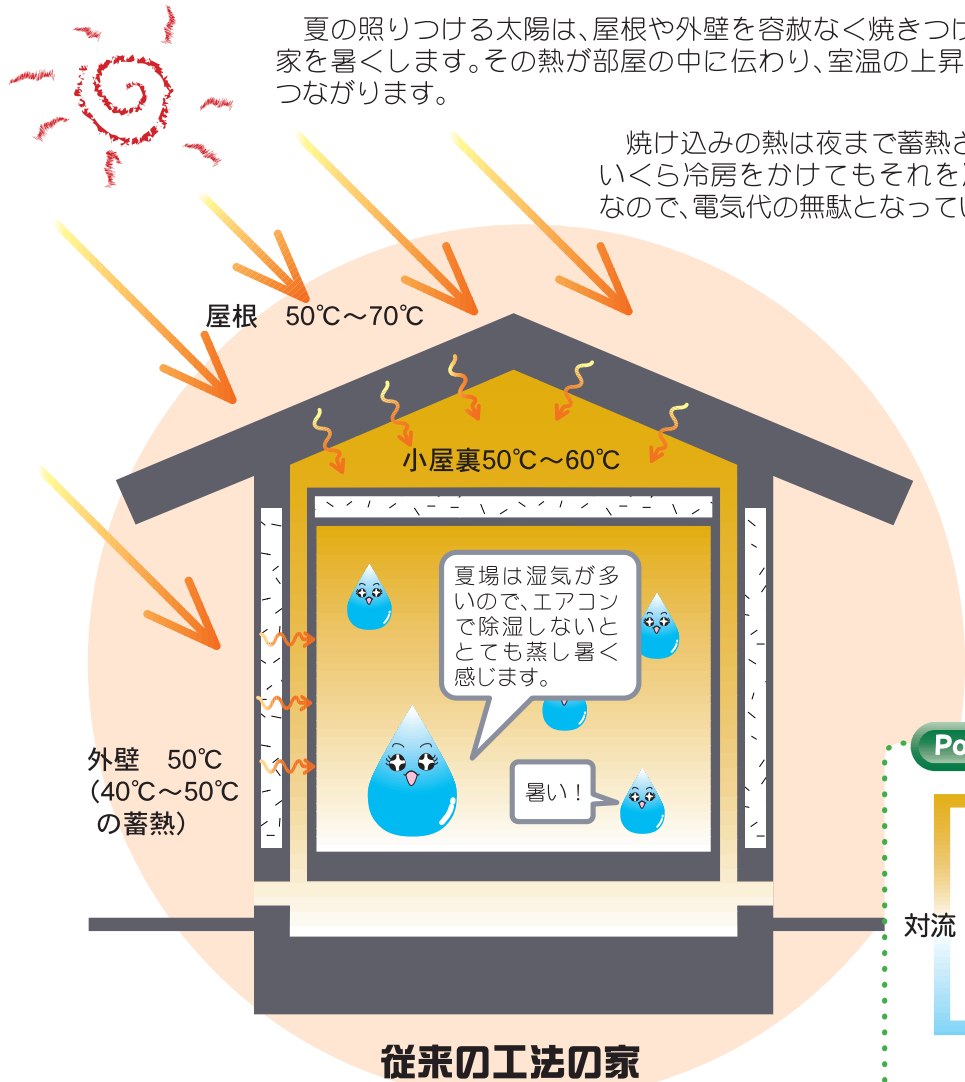 夏の照りつける太陽は、屋根や外壁を容赦なく焼きつけ
家を暑くします。その熱が部屋の中に伝わり、室温の上昇
つながります。
焼け込みの熱は夜まで蓄熱さ
いくら冷房をかけてもそれを
なので、電気代の無駄となってい
屋根　50℃～70℃
小屋裏50℃～60℃
夏場は湿気が多
いので、エアコン
で除湿しないと
とても蒸し暑く
感じます。
暑い！
外壁　50℃
（40℃～50℃
の蓄熱）
Po
対流
従来の工法の家